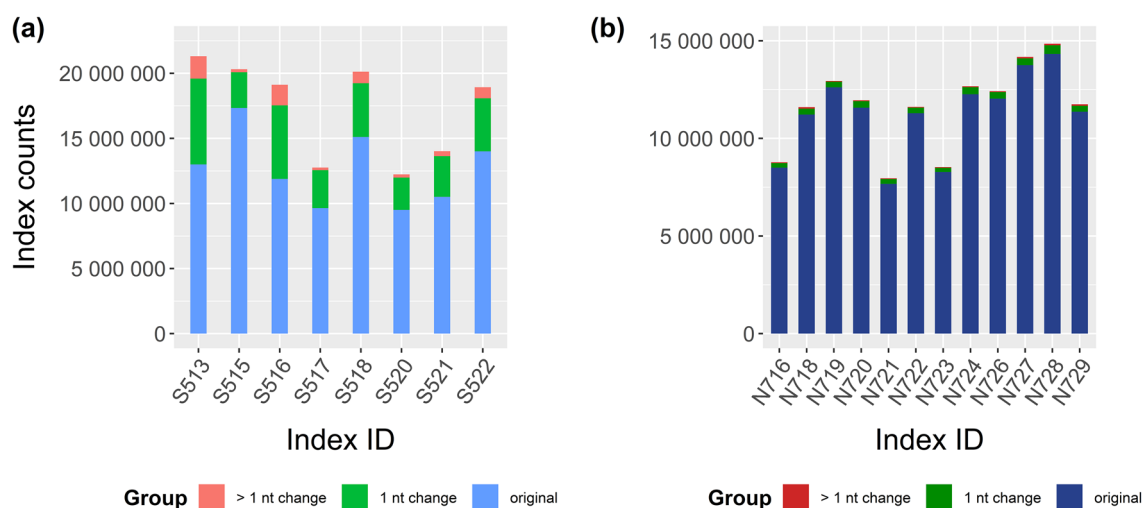 (a)
Index counts
20 000 000
15 000 000
10 000 000
5 000 000
0
S513
S515
S516
S517
S518
S520
S521
S522
Index ID
Group > 1 nt change 1 nt change original
(b)
15 000 000
10 000 000
5 000 000
0
N716
N718
N719
N720
N721
N722
N723
N724
N726
N727
N728
N729
Index ID
Group > 1 nt change 1 nt change original